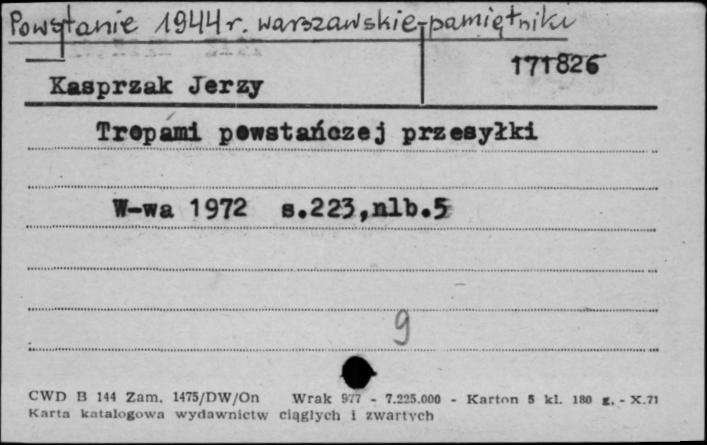 Powstanie 1944 r. warszawskie-pamiętniki
171826
Kasprzak Jerzy
Tropami powstańczej przesyłki
W-wa 1972 s.223,nlb.5
9
CWD B 144 Zam. 1475/DW/On Wrak 977 - 7.225.000 - Karton 5 kl. 180 g. - X.71
Karta katalogowa wydawnictw ciągłych i zwartych